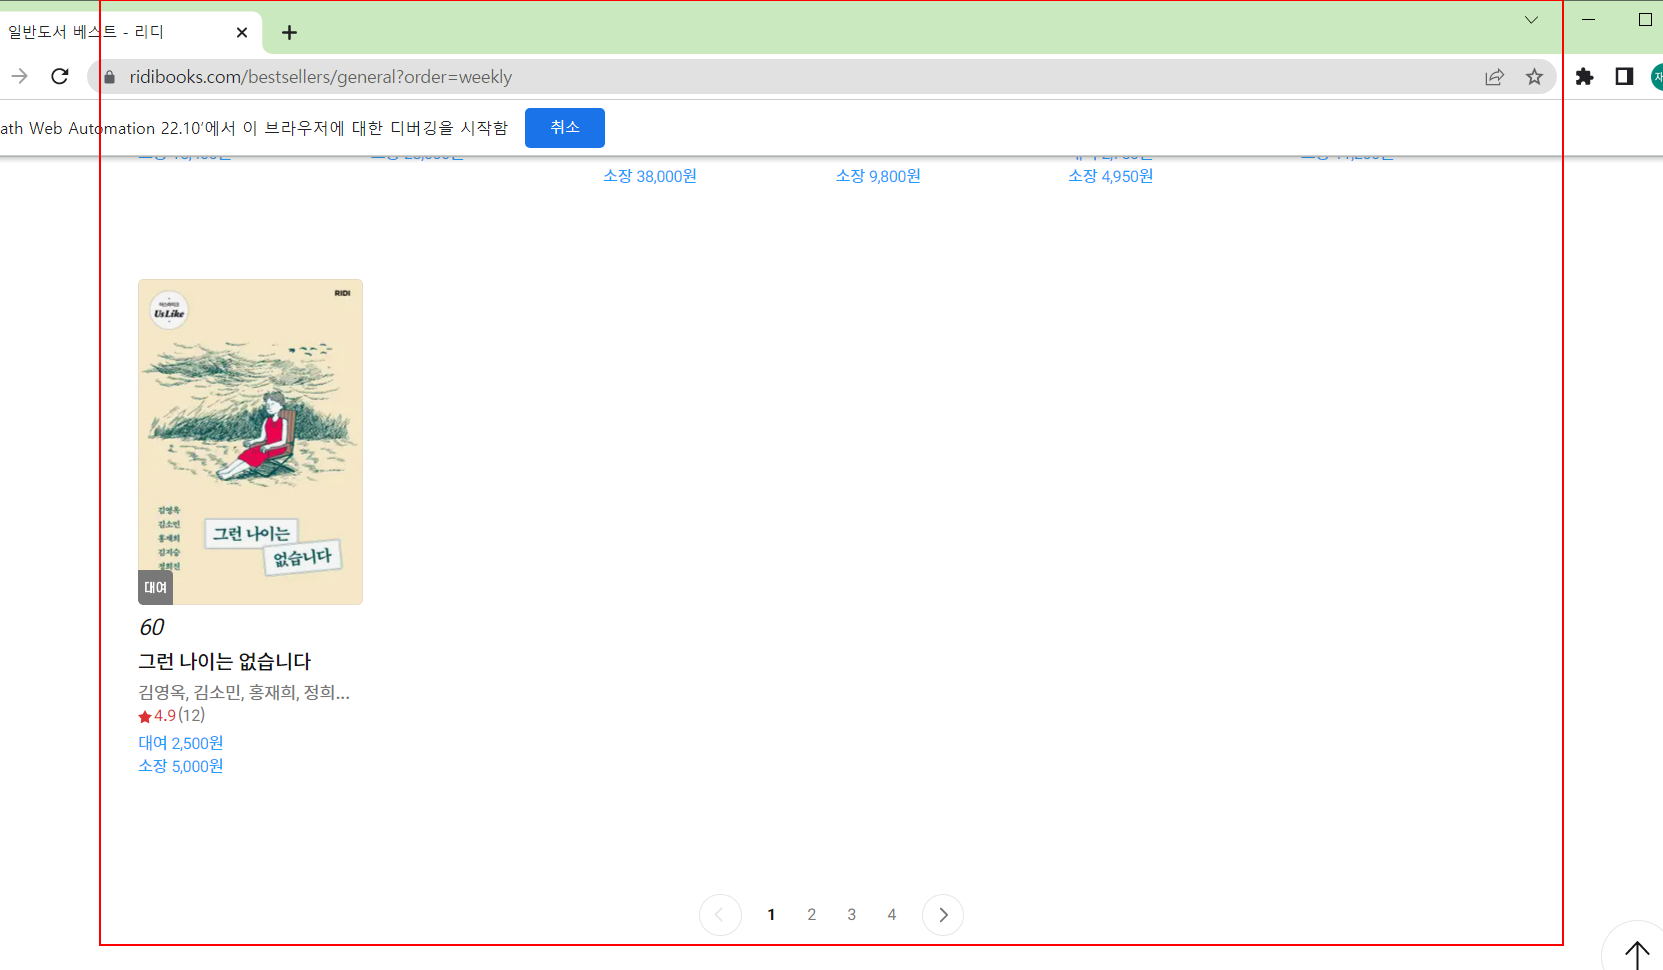 일반도서 베스트 - 리디
ridibooks.com/bestsellers/general?order=weekly
ath Web Automation 22.10'에서 이 브라우저에 대한 디버깅을 시작함
취소
소장 38,000원
소장 9,800원
소장 4,950원
RIDI
어스라이크
UsLike
김영옥
김소민
홍재희
김지승
정희진
그런 나이는
없습니다
대여
60
그런 나이는 없습니다
김영옥, 김소민, 홍재희, 정희...
4.9(12)
대여 2,500원
소장 5,000원
1 2 3 4